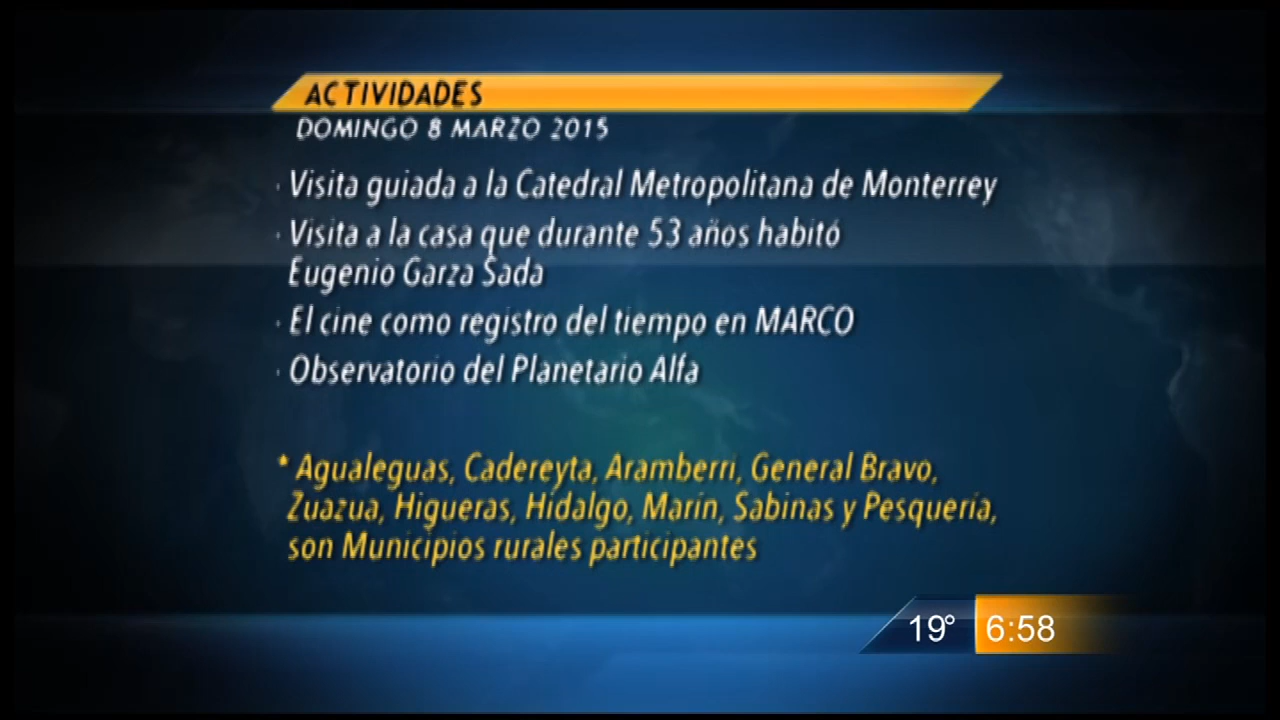 ACTIVIDADES
DOMINGO 8 MARZO 2015
· Visita guiada a la Catedral Metropolitana de Monterrey
· Visita a la casa que durante 53 años habitó
Eugenio Garza Sada
· El cine como registro del tiempo en MARCO
· Observatorio del Planetario Alfa
* Agualeguas, Cadereyta, Aramberri, General Bravo,
Zuazua, Higueras, Hidalgo, Marín, Sabinas y Pesquería,
son Municipios rurales participantes
19° 6:58